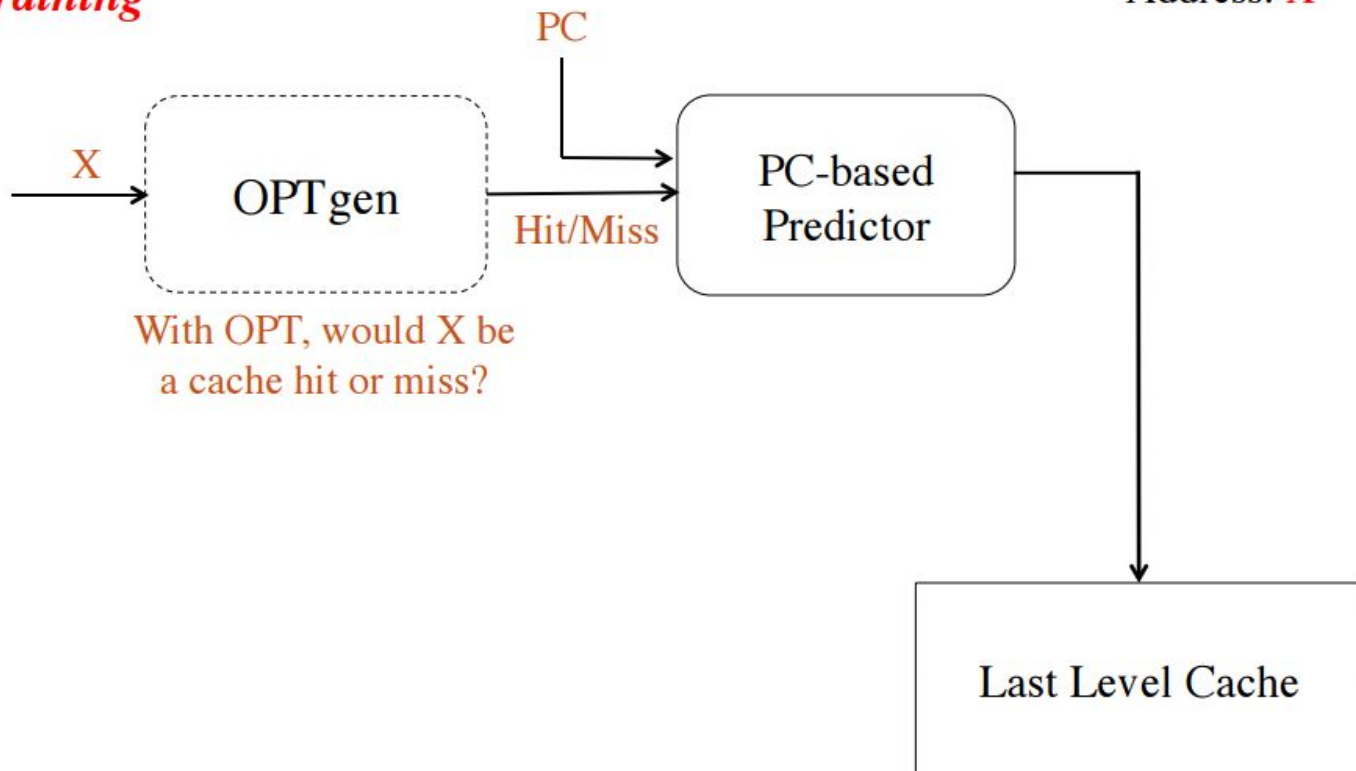 PC
X
OPTgen
Hit/Miss
PC-based
Predictor
With OPT, would X be
a cache hit or miss?
Last Level Cache